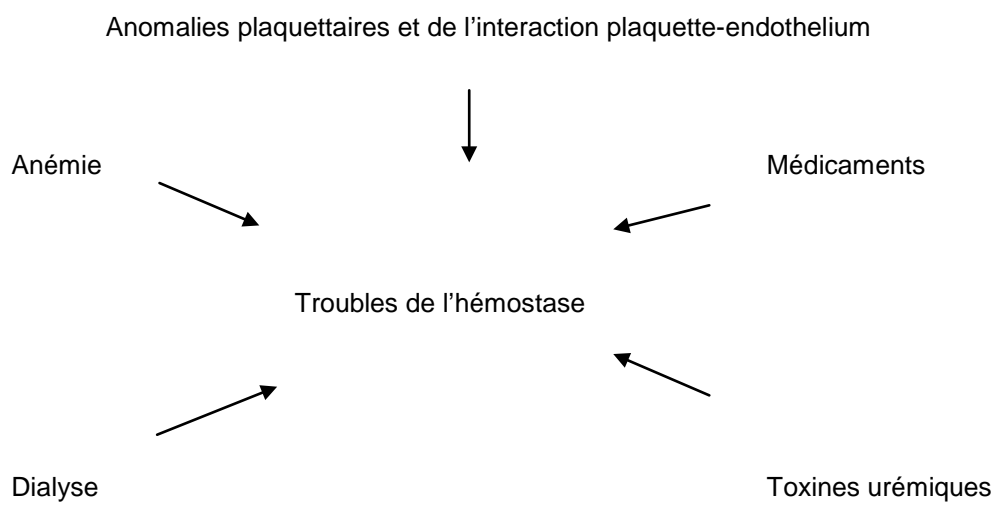 Anomalies plaquettaires et de l’interaction plaquette-endothelium
Anémie
Médicaments
Troubles de l’hémostase
Dialyse
Toxines urémiques